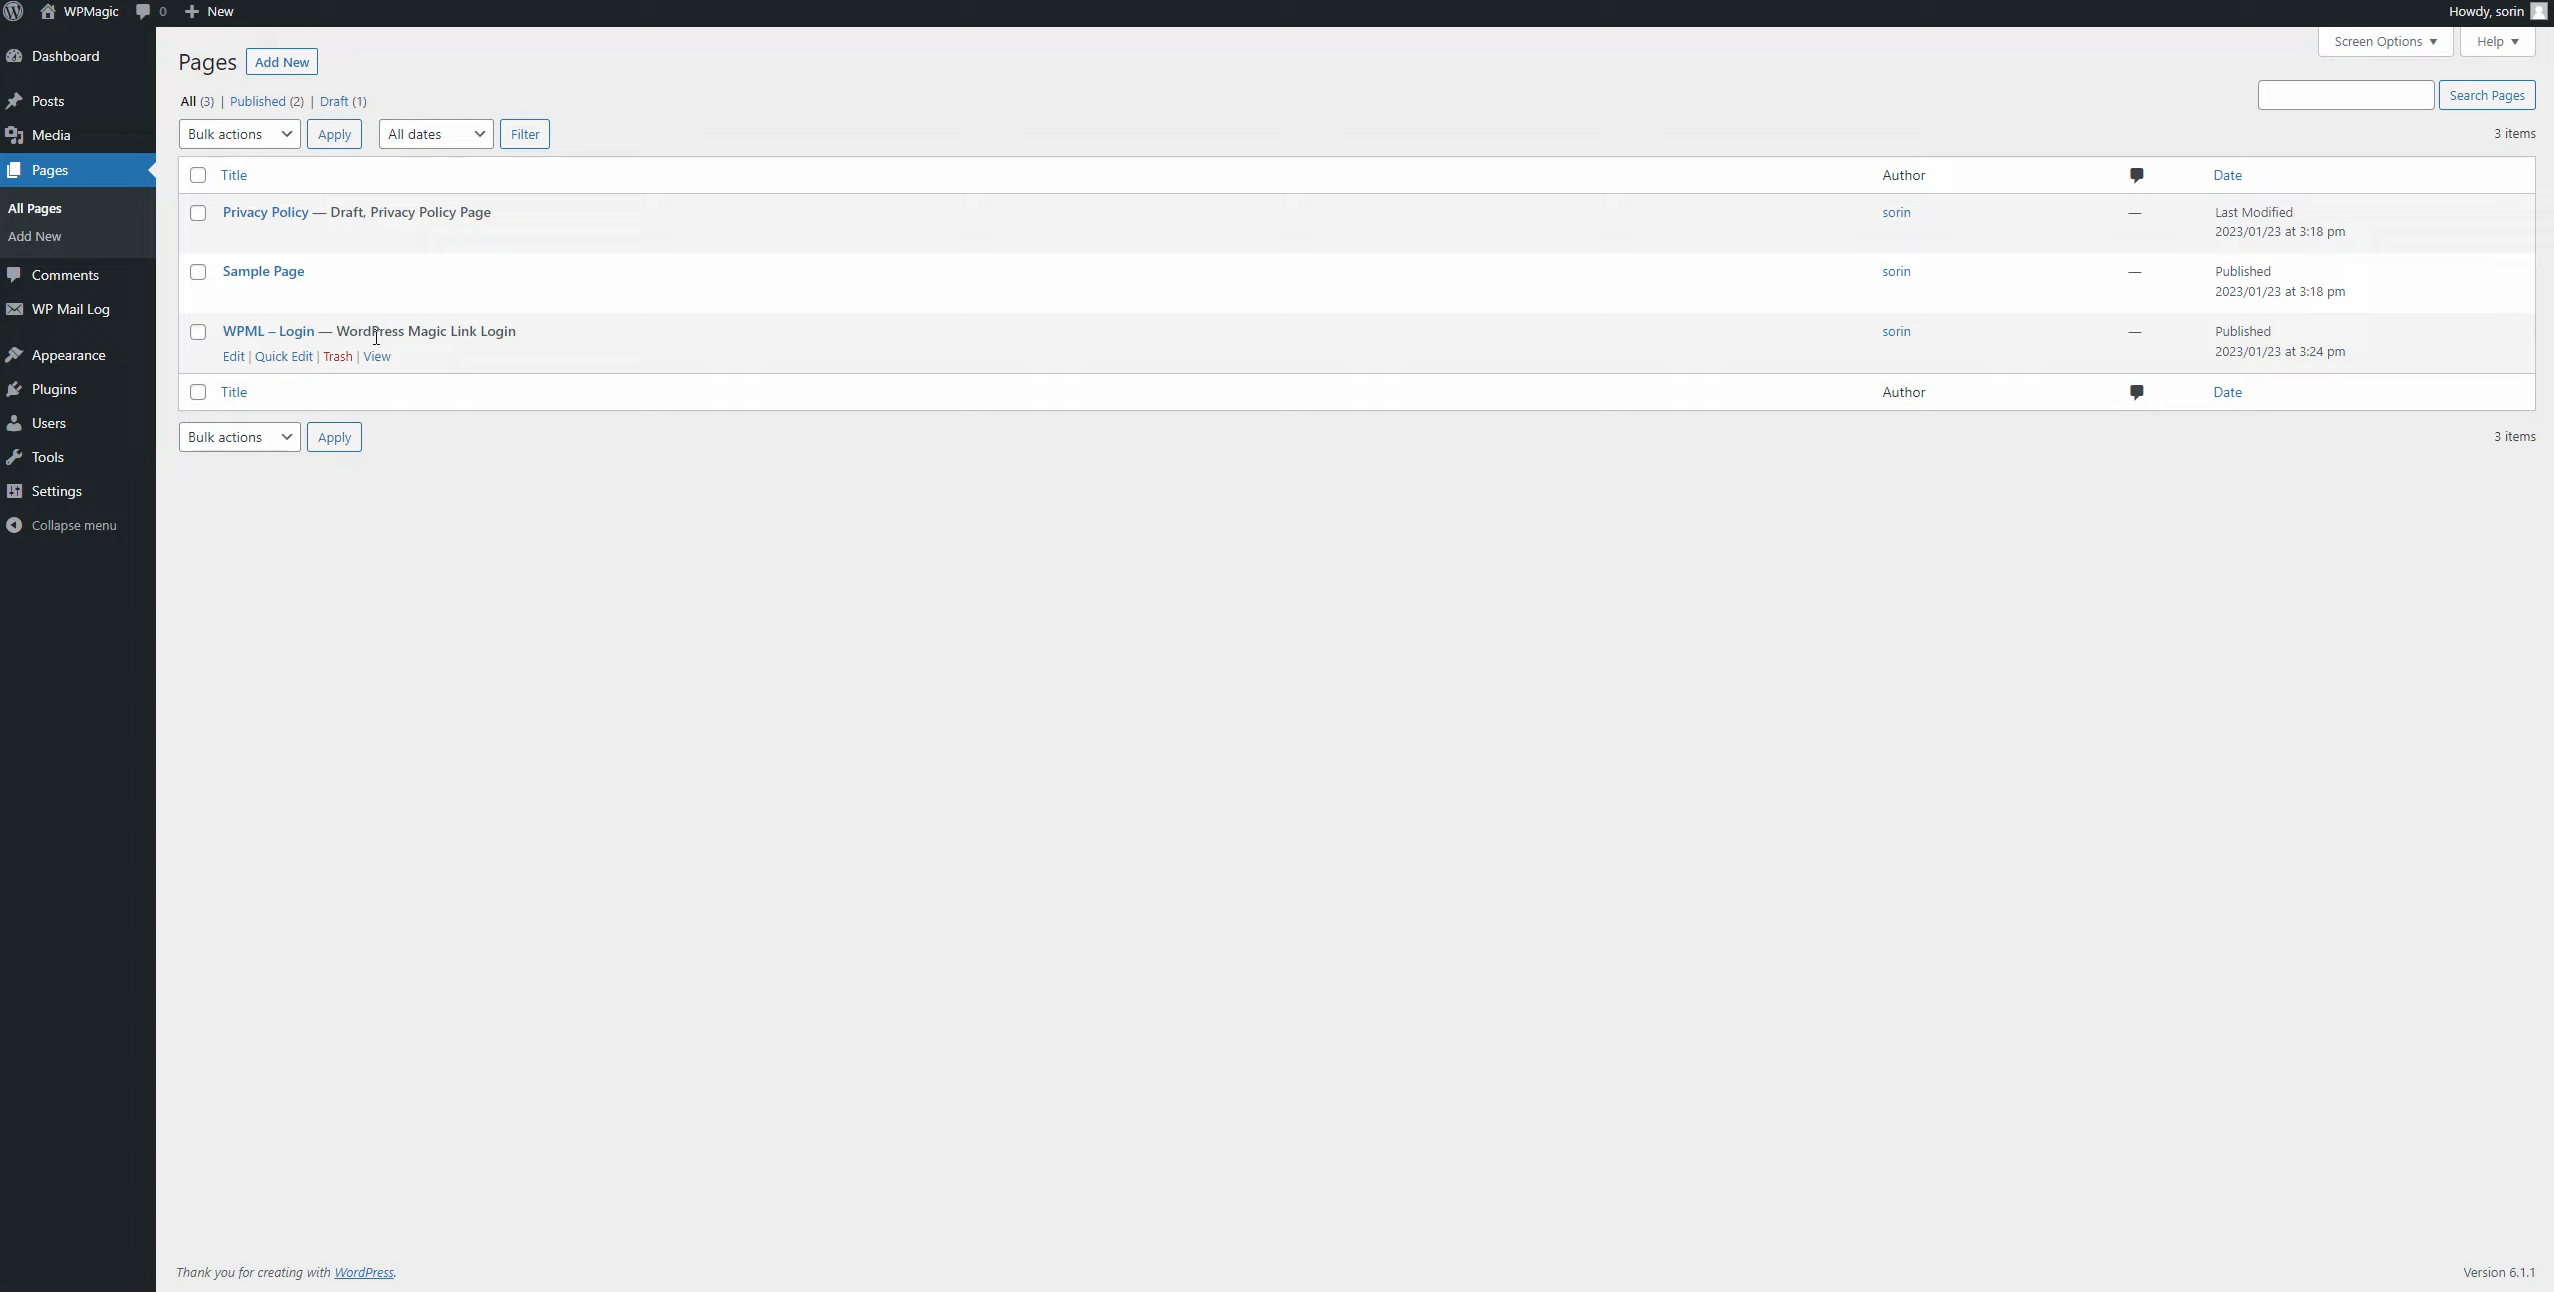 WPMagic 0 New Howdy, sorin
Screen Options Help
Dashboard
Posts
Media
Pages
All Pages
Add New
Comments
WP Mail Log
Appearance
Plugins
Users
Tools
Settings
Collapse menu
Pages Add New
All (3) | Published (2) | Draft (1)
Search Pages
Bulk actions Apply All dates Filter 3 items
Title Author Date
Privacy Policy — Draft, Privacy Policy Page sorin — Last Modified
2023/01/23 at 3:18 pm
Sample Page sorin — Published
2023/01/23 at 3:18 pm
WPML – Login — WordPress Magic Link Login sorin — Published
Edit | Quick Edit | Trash | View 2023/01/23 at 3:24 pm
Title Author Date
Bulk actions Apply 3 items
Thank you for creating with WordPress. Version 6.1.1